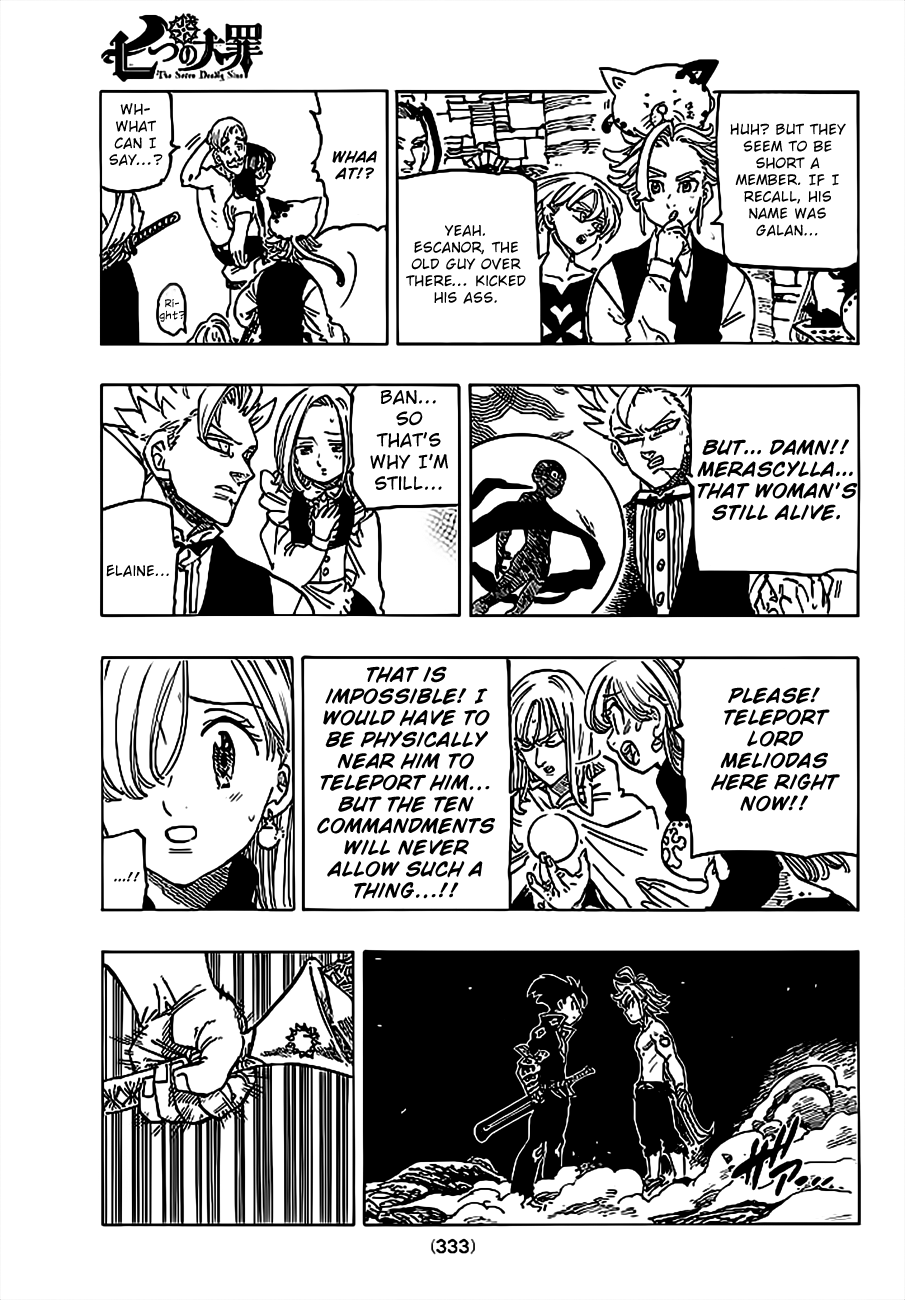 七つの大罪
The Seven Deadly Sins
HUH? BUT THEY
SEEM TO BE
SHORT A
MEMBER. IF I
RECALL, HIS
NAME WAS
GALAN...
YEAH.
ESCANOR, THE
OLD GUY OVER
THERE... KICKED
HIS ASS.
WHAA
AT!?
WH-
WHAT
CAN I
SAY...?
Ri-
ght?
BUT... DAMN!!
MERASCYLLA...
THAT WOMAN'S
STILL ALIVE.
BAN...
SO
THAT'S
WHY I'M
STILL...
ELAINE...
PLEASE!
TELEPORT
LORD
MELIODAS
HERE RIGHT
NOW!!
THAT IS
IMPOSSIBLE! I
WOULD HAVE TO
BE PHYSICALLY
NEAR HIM TO
TELEPORT HIM...
BUT THE TEN
COMMANDMENTS
WILL NEVER
ALLOW SUCH A
THING...!!
...!!
ザザァ...
(333)